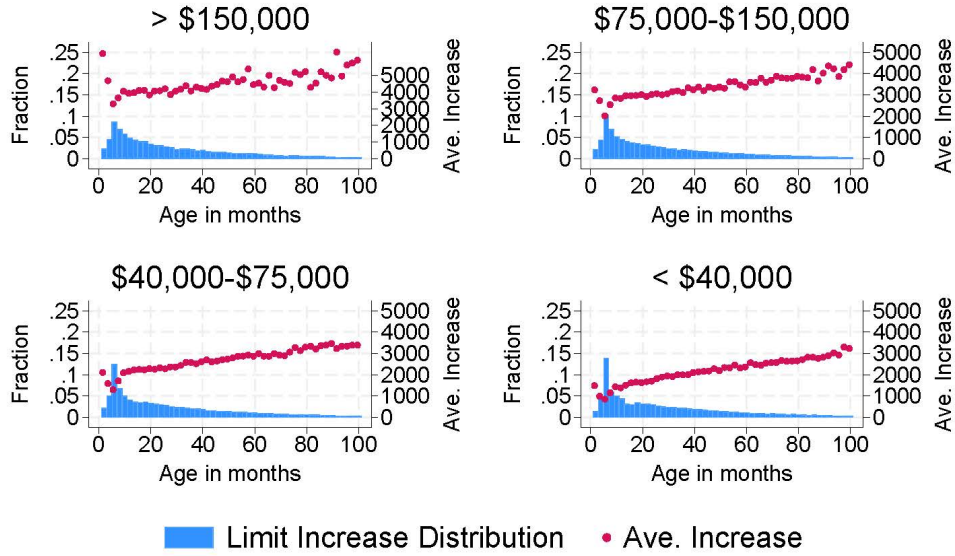 > $150,000
.25
.2
.15
.1
.05
0
Fraction
5000
4000
3000
2000
1000
0
Ave. Increase
0 20 40 60 80 100
Age in months
$75,000-$150,000
.25
.2
.15
.1
.05
0
Fraction
5000
4000
3000
2000
1000
0
Ave. Increase
0 20 40 60 80 100
Age in months
$40,000-$75,000
.25
.2
.15
.1
.05
0
Fraction
5000
4000
3000
2000
1000
0
Ave. Increase
0 20 40 60 80 100
Age in months
< $40,000
.25
.2
.15
.1
.05
0
Fraction
5000
4000
3000
2000
1000
0
Ave. Increase
0 20 40 60 80 100
Age in months
Limit Increase Distribution
Ave. Increase